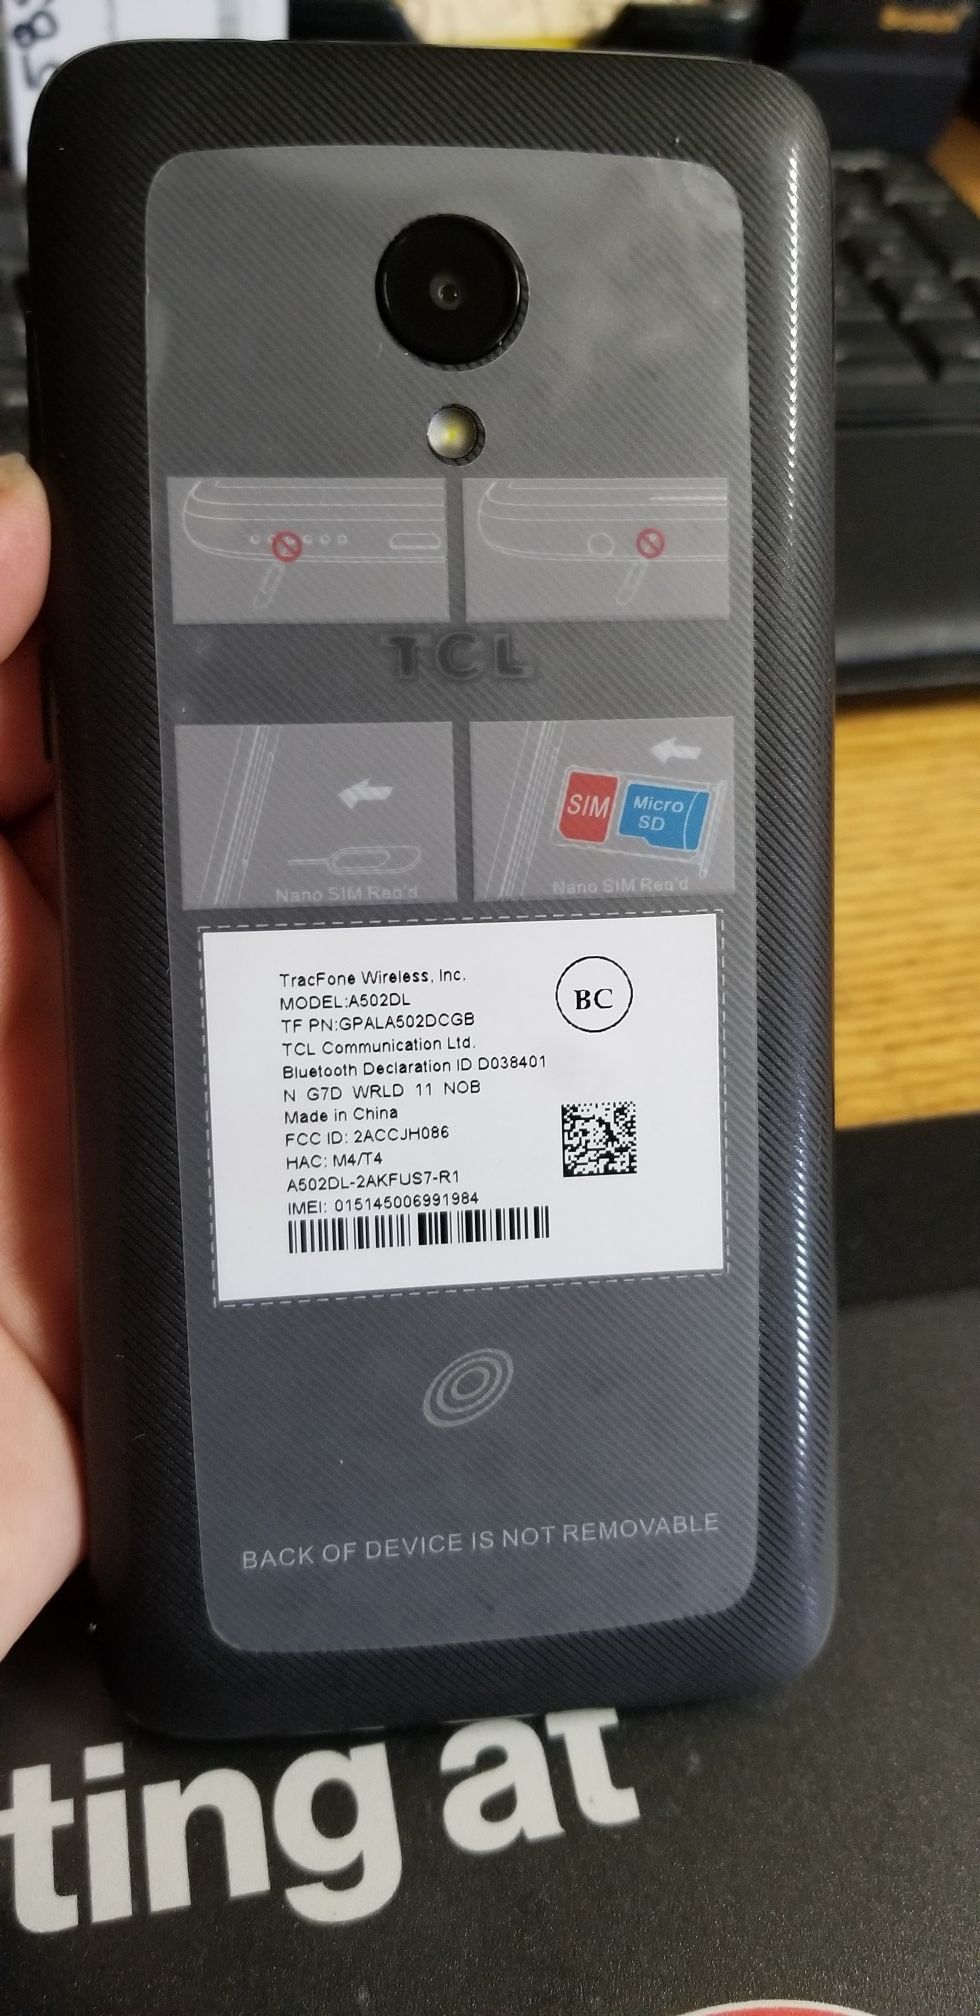 TCL
SIM
Micro
SD
Nano SIM Req'd
Nano SIM Req'd
TracFone Wireless, Inc.
MODEL:A502DL
TF PN:GPALA502DCGB
TCL Communication Ltd.
Bluetooth Declaration ID D038401
N G7D WRLD 11 NOB
Made in China
FCC ID: 2ACCJH086
HAC: M4/T4
A502DL-2AKFUS7-R1
IMEI: 015145006991984
BC
BACK OF DEVICE IS NOT REMOVABLE
ting at